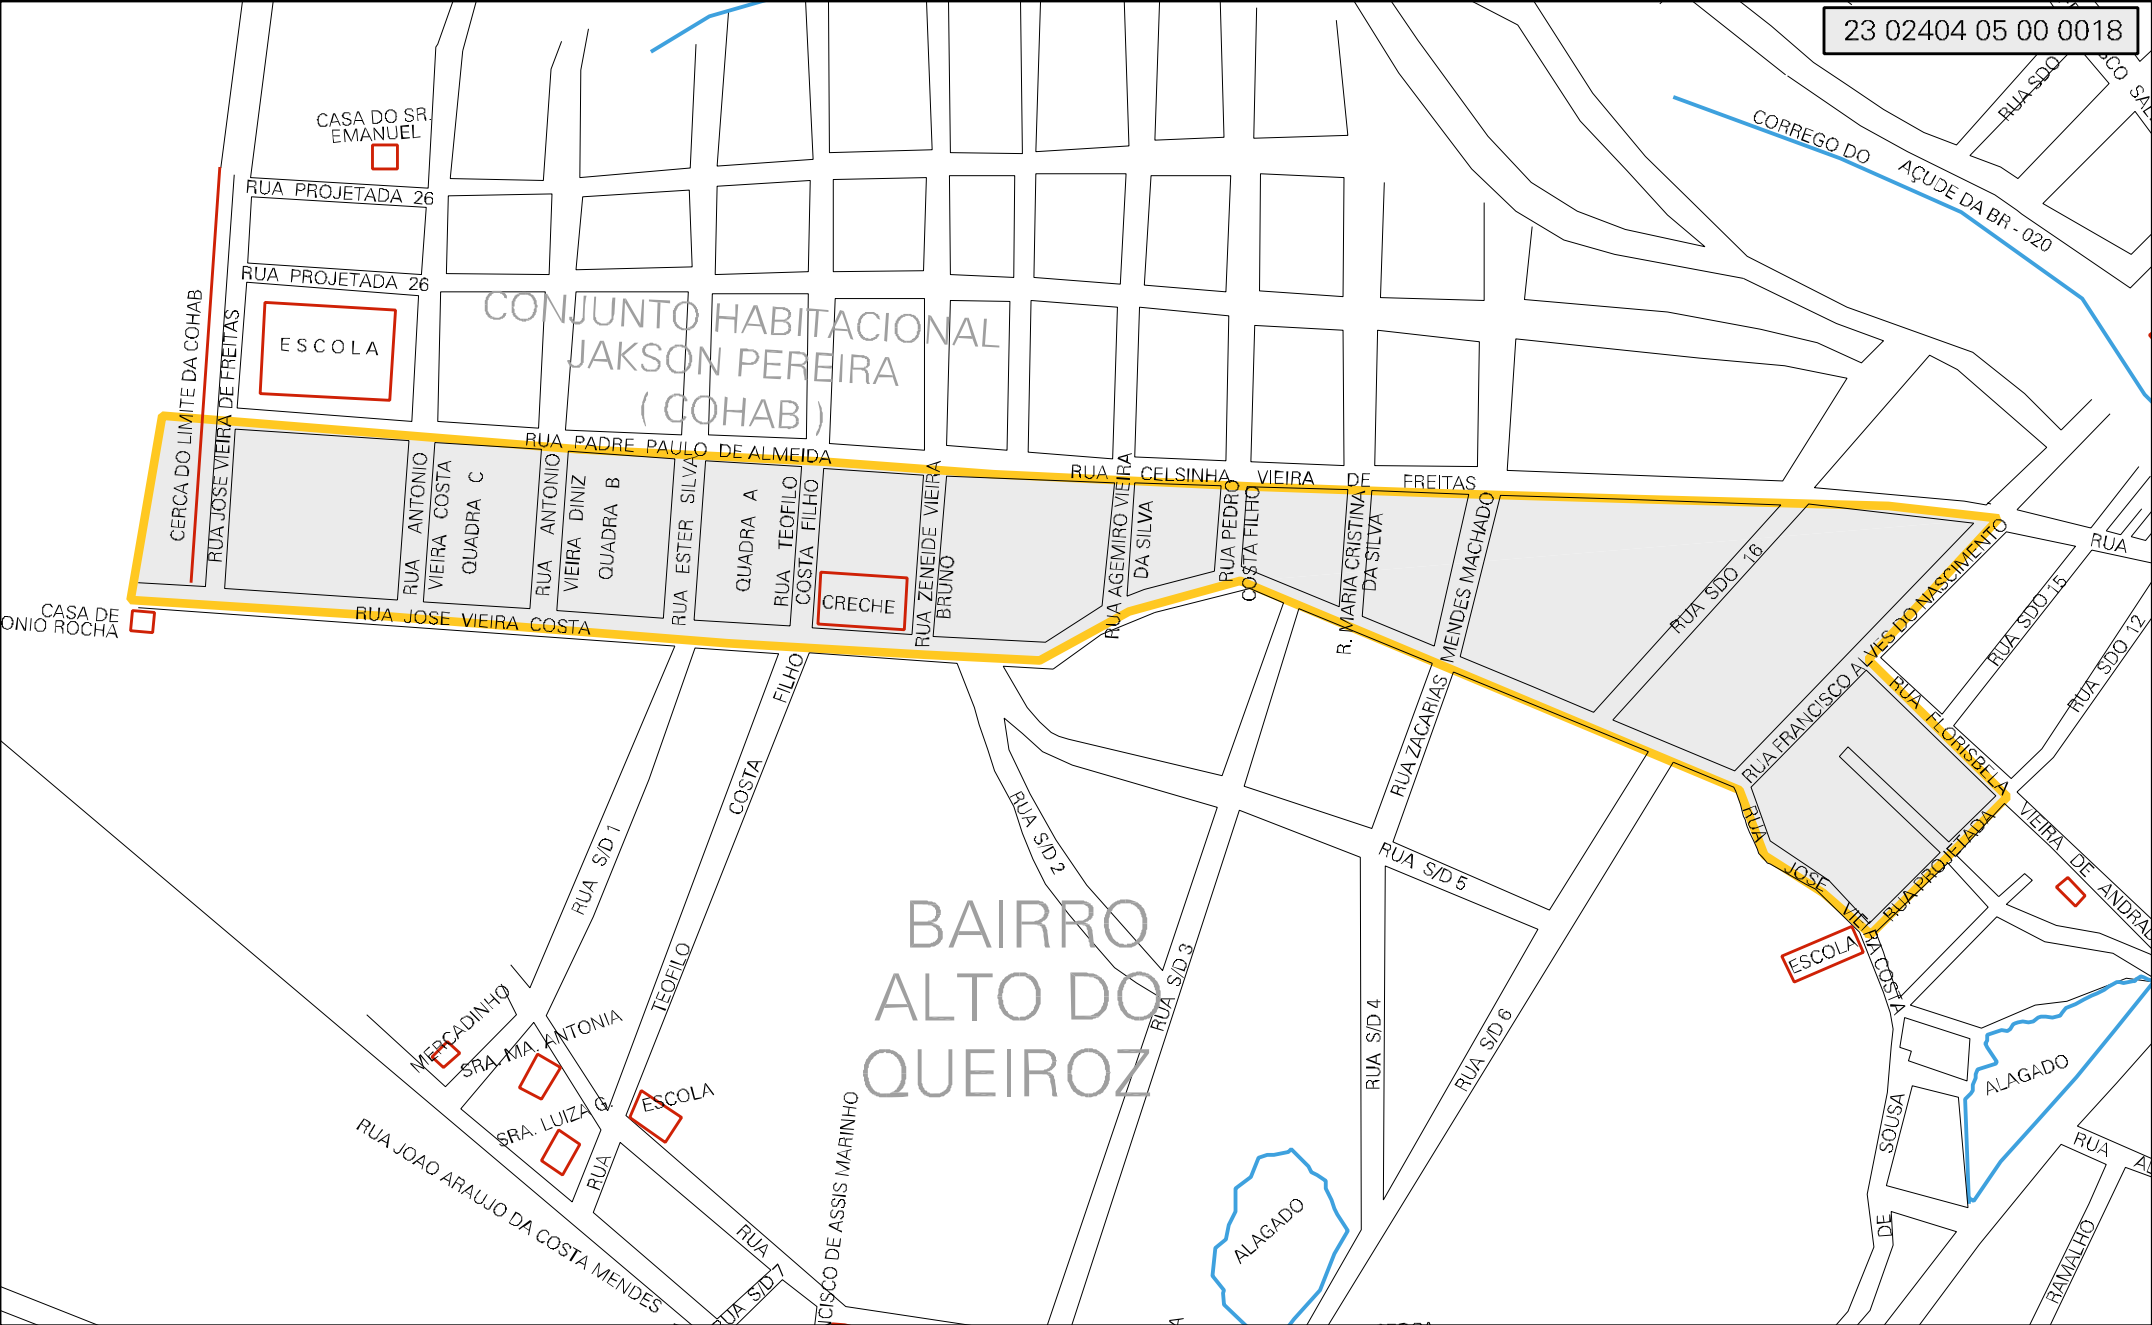 23 02404 05 00 0018
RUA SDO
CORREGO DO
AÇUDE DA BR - 020
CASA DO SR.
EMANUEL
RUA PROJETADA 26
RUA PROJETADA 26
ESCOLA
CERCA DO LIMITE DA COHAB
RUA JOSE VIEIRA DE FREITAS
CONJUNTO HABITACIONAL
JAKSON PEREIRA
( COHAB )
RUA PADRE PAULO DE ALMEIDA
RUA CELSINHA VIEIRA DE FREITAS
RUA ANTONIO
VIEIRA COSTA
QUADRA C
RUA ANTONIO
VIEIRA DINIZ
QUADRA B
RUA ESTER SILVA
QUADRA A
RUA TEOFILO
COSTA FILHO
CRECHE
RUA ZENEIDE VIEIRA
BRUNO
RUA AGEMIRO VIEIRA
DA SILVA
RUA PEDRO
COSTA FILHO
R. MARIA CRISTINA
DA SILVA
RUA ZACARIAS MENDES MACHADO
RUA SDO 16
RUA FRANCISCO ALVES DO NASCIMENTO
RUA
RUA SDO 15
RUA SDO 12
RUA FLORISBELA VIEIRA DE
RUA PROJETADA
RUA JOSE VIEIRA COSTA
CASA DE
ONIO ROCHA
RUA JOSE VIEIRA COSTA DE SOUSA
ESCOLA
RUA S/D 1
RUA TEOFILO COSTA FILHO
RUA S/D 2
RUA S/D 3
RUA S/D 4
RUA S/D 5
RUA S/D 6
BAIRRO
ALTO DO
QUEIROZ
MERCADINHO
SRA. MA. ANTONIA
SRA. LUIZA G.
ESCOLA
RUA JOAO ARAUJO DA COSTA MENDES
RUA
RUA S/D 7
CISCO DE ASSIS MARINHO
ALAGADO
ALAGADO
DE
RUA
RAMALHO